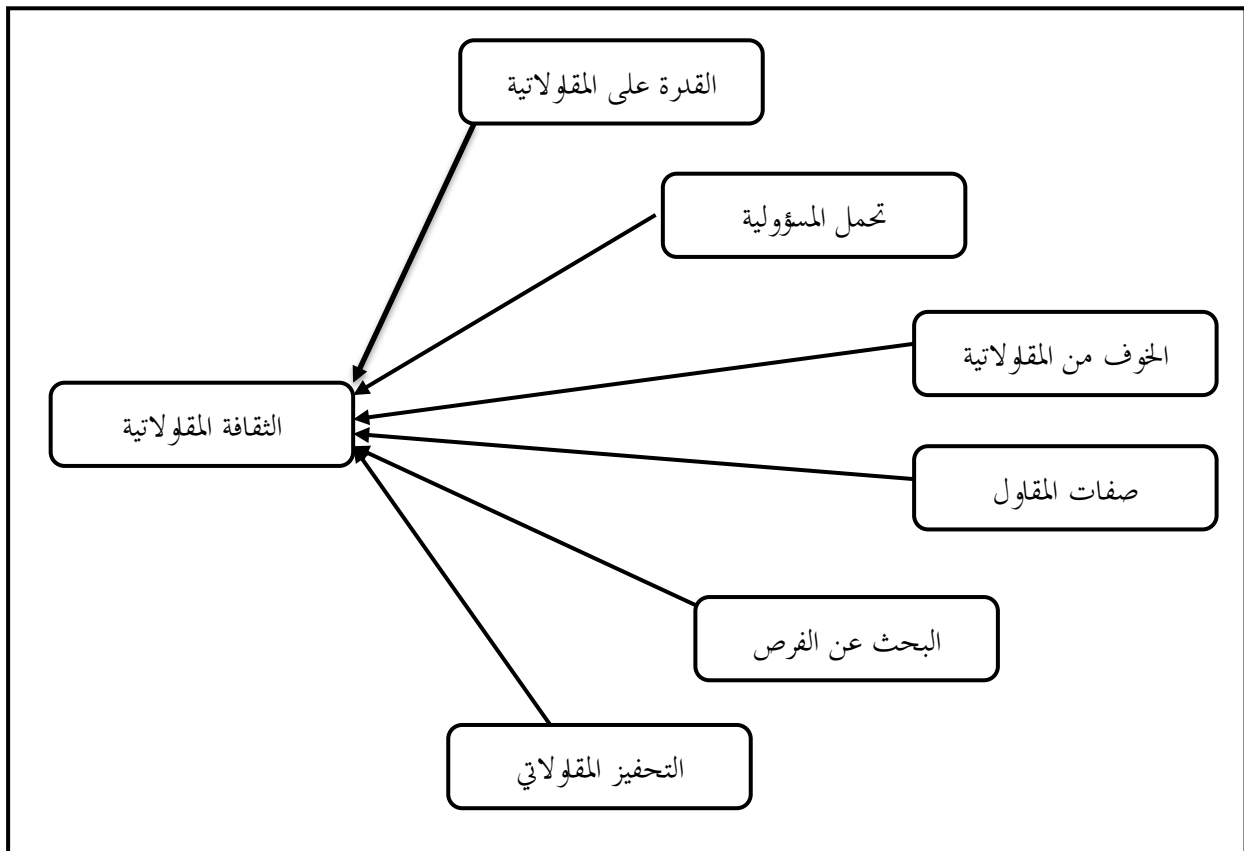 القدرة على المقاولاتية
تحمل المسؤولية
الخوف من المقاولاتية
الثقافة المقاولاتية
صفات المقاول
البحث عن الفرص
التحفيز المقاولاتي